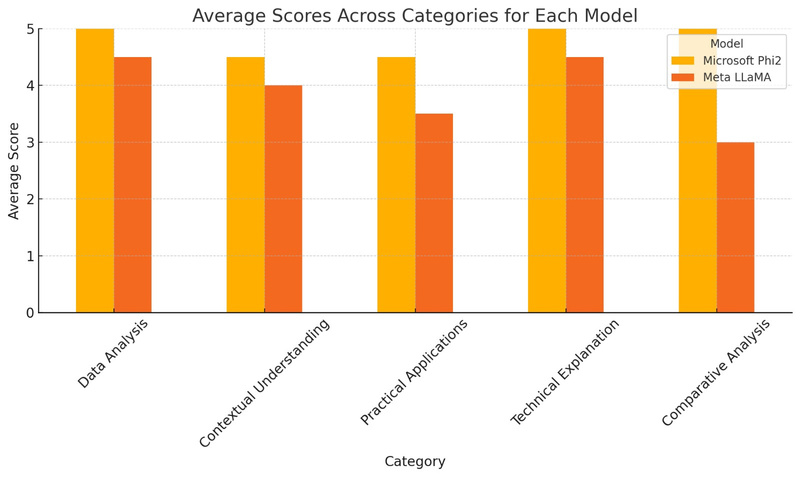 Average Scores Across Categories for Each Model
Model
Microsoft Phi2
Meta LLaMA
Average Score
5
4
3
2
1
0
Data Analysis
Contextual Understanding
Practical Applications
Technical Explanation
Comparative Analysis
Category